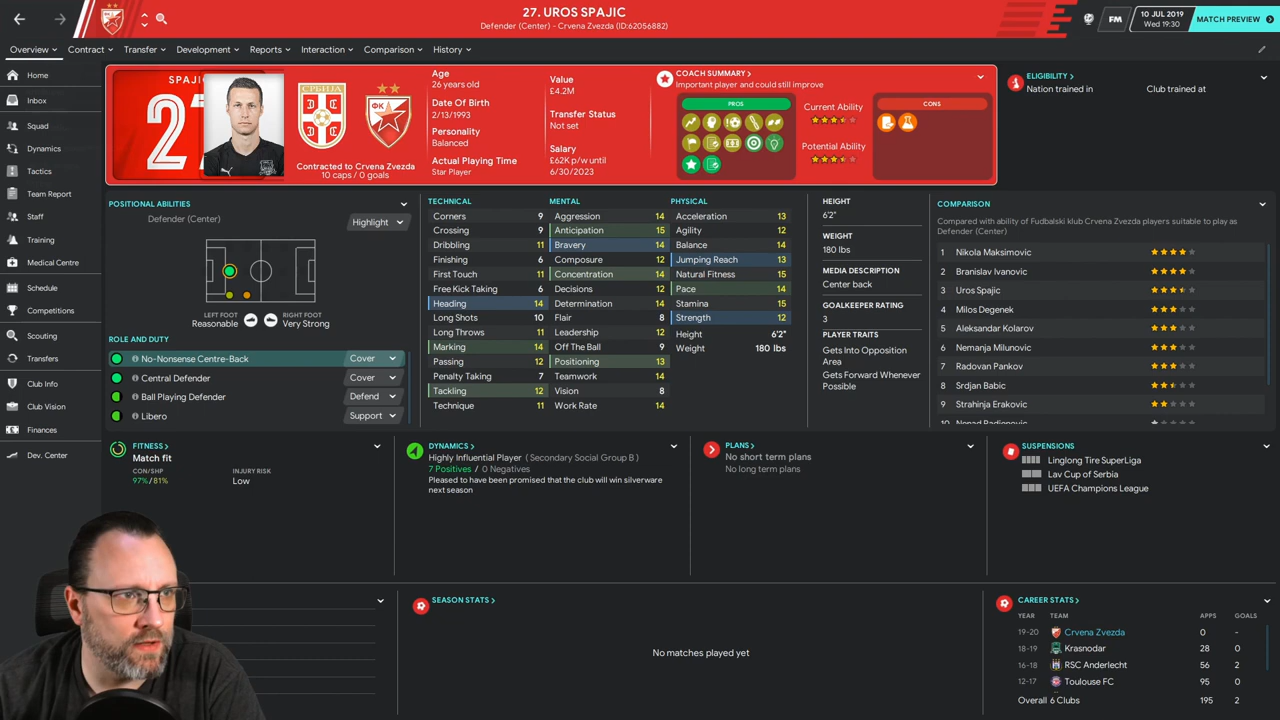 27. UROS SPAJIC
Defender (Center) - Crvena Zvezda (ID:62056882)
FM
10 JUL 2019
Wed 19:30
MATCH PREVIEW
Overview
Contract
Transfer
Development
Reports
Interaction
Comparison
History
Home
Inbox
Squad
Dynamics
Tactics
Team Report
Staff
Training
Medical Centre
Schedule
Competitions
Scouting
Transfers
Club Info
Club Vision
Finances
Dev. Center
СРБИЈА
Contracted to Crvena Zvezda
10 caps / 0 goals
Age
26 years old
Date Of Birth
2/13/1993
Personality
Balanced
Actual Playing Time
Star Player
Value
£4.2M
Transfer Status
Not set
Salary
£62K p/w until
6/30/2023
COACH SUMMARY>
Important player and could still improve
PROS
Current Ability
Potential Ability
CONS
ELIGIBILITY >
Nation trained in
Club trained at
POSITIONAL ABILITIES
Defender (Center)
Highlight
LEFT FOOT
Reasonable
RIGHT FOOT
Very Strong
ROLE AND DUTY
No-Nonsense Centre-Back Cover
Central Defender Cover
Ball Playing Defender Defend
Libero Support
TECHNICAL
Corners 9
Crossing 9
Dribbling 11
Finishing 6
First Touch 11
Free Kick Taking 6
Heading 14
Long Shots 10
Long Throws 11
Marking 14
Passing 12
Penalty Taking 7
Tackling 12
Technique 11
MENTAL
Aggression 14
Anticipation 15
Bravery 14
Composure 12
Concentration 14
Decisions 12
Determination 14
Flair 8
Leadership 12
Off The Ball 9
Positioning 13
Teamwork 14
Vision 8
Work Rate 14
PHYSICAL
Acceleration 13
Agility 12
Balance 14
Jumping Reach 13
Natural Fitness 15
Pace 14
Stamina 15
Strength 12
Height 6'2"
Weight 180 lbs
HEIGHT
6'2"
WEIGHT
180 lbs
MEDIA DESCRIPTION
Center back
GOALKEEPER RATING
3
PLAYER TRAITS
Gets Into Opposition
Area
Gets Forward Whenever
Possible
COMPARISON
Compared with ability of Fudbalski klub Crvena Zvezda players suitable to play as
Defender (Center)
1 Nikola Maksimovic
2 Branislav Ivanovic
3 Uros Spajic
4 Milos Degenek
5 Aleksandar Kolarov
6 Nemanja Milunovic
7 Radovan Pankov
8 Srdjan Babic
9 Strahinja Erakovic
FITNESS>
Match fit
CON/SHP
97%/81%
INJURY RISK
Low
DYNAMICS>
Highly Influential Player ( Secondary Social Group B )
7 Positives / 0 Negatives
Pleased to have been promised that the club will win silverware
next season
PLANS>
No short term plans
No long term plans
SUSPENSIONS
Linglong Tire SuperLiga
Lav Cup of Serbia
UEFA Champions League
SEASON STATS>
No matches played yet
CAREER STATS>
YEAR TEAM APPS GOALS
19-20 Crvena Zvezda 0 -
18-19 Krasnodar 28 0
16-18 RSC Anderlecht 56 2
12-17 Toulouse FC 95 0
Overall 6 Clubs 195 2